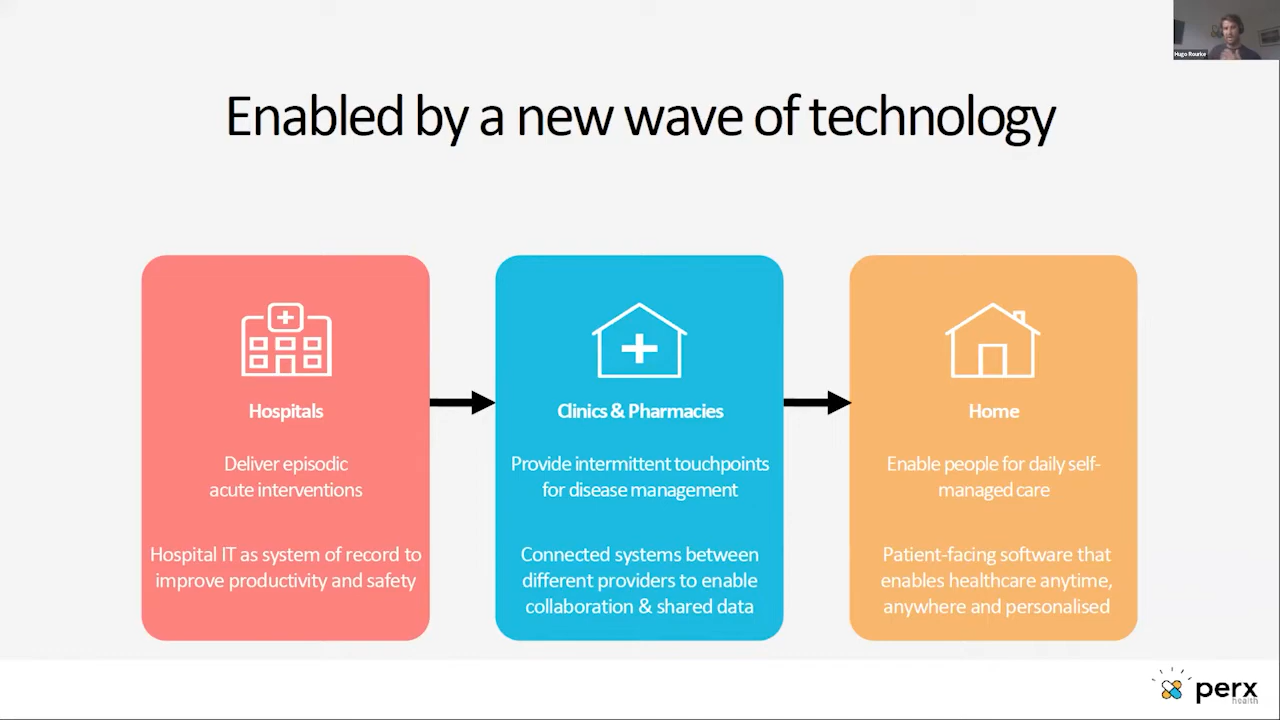 Hugo Rourke
Enabled by a new wave of technology
Hospitals
Deliver episodic
acute interventions
Hospital IT as system of record to
improve productivity and safety
Clinics & Pharmacies
Provide intermittent touchpoints
for disease management
Connected systems between
different providers to enable
collaboration & shared data
Home
Enable people for daily self-
managed care
Patient-facing software that
enables healthcare anytime,
anywhere and personalised
perx
health